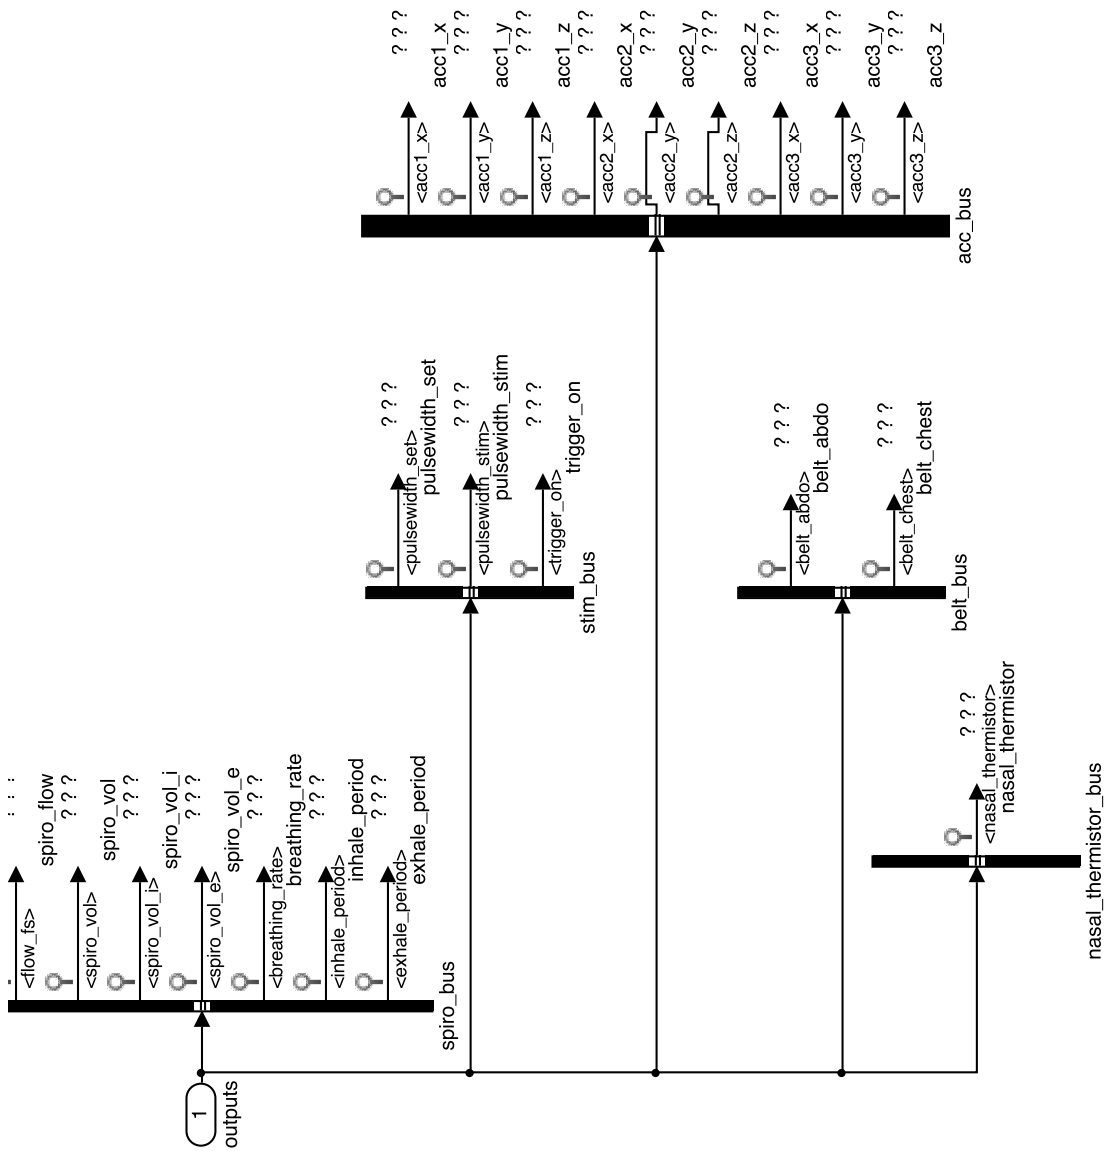 1
outputs
<flow_fs>
spiro_flow
<spiro_vol>
? ? ?
spiro_vol
<spiro_vol_i>
? ? ?
spiro_vol_i
<spiro_vol_e>
? ? ?
spiro_vol_e
<breathing_rate>
? ? ?
breathing_rate
<inhale_period>
? ? ?
inhale_period
<exhale_period>
? ? ?
exhale_period
spiro_bus
<pulsewidth_set>
? ? ?
pulsewidth_set
<pulsewidth_stim>
? ? ?
pulsewidth_stim
<trigger_on>
? ? ?
trigger_on
stim_bus
<acc1_x>
? ? ?
acc1_x
<acc1_y>
? ? ?
acc1_y
<acc1_z>
? ? ?
acc1_z
<acc2_x>
? ? ?
acc2_x
<acc2_y>
? ? ?
acc2_y
<acc2_z>
? ? ?
acc2_z
<acc3_x>
? ? ?
acc3_x
<acc3_y>
? ? ?
acc3_y
<acc3_z>
? ? ?
acc3_z
acc_bus
<belt_abdo>
? ? ?
belt_abdo
<belt_chest>
? ? ?
belt_chest
belt_bus
<nasal_thermistor>
? ? ?
nasal_thermistor
nasal_thermistor_bus